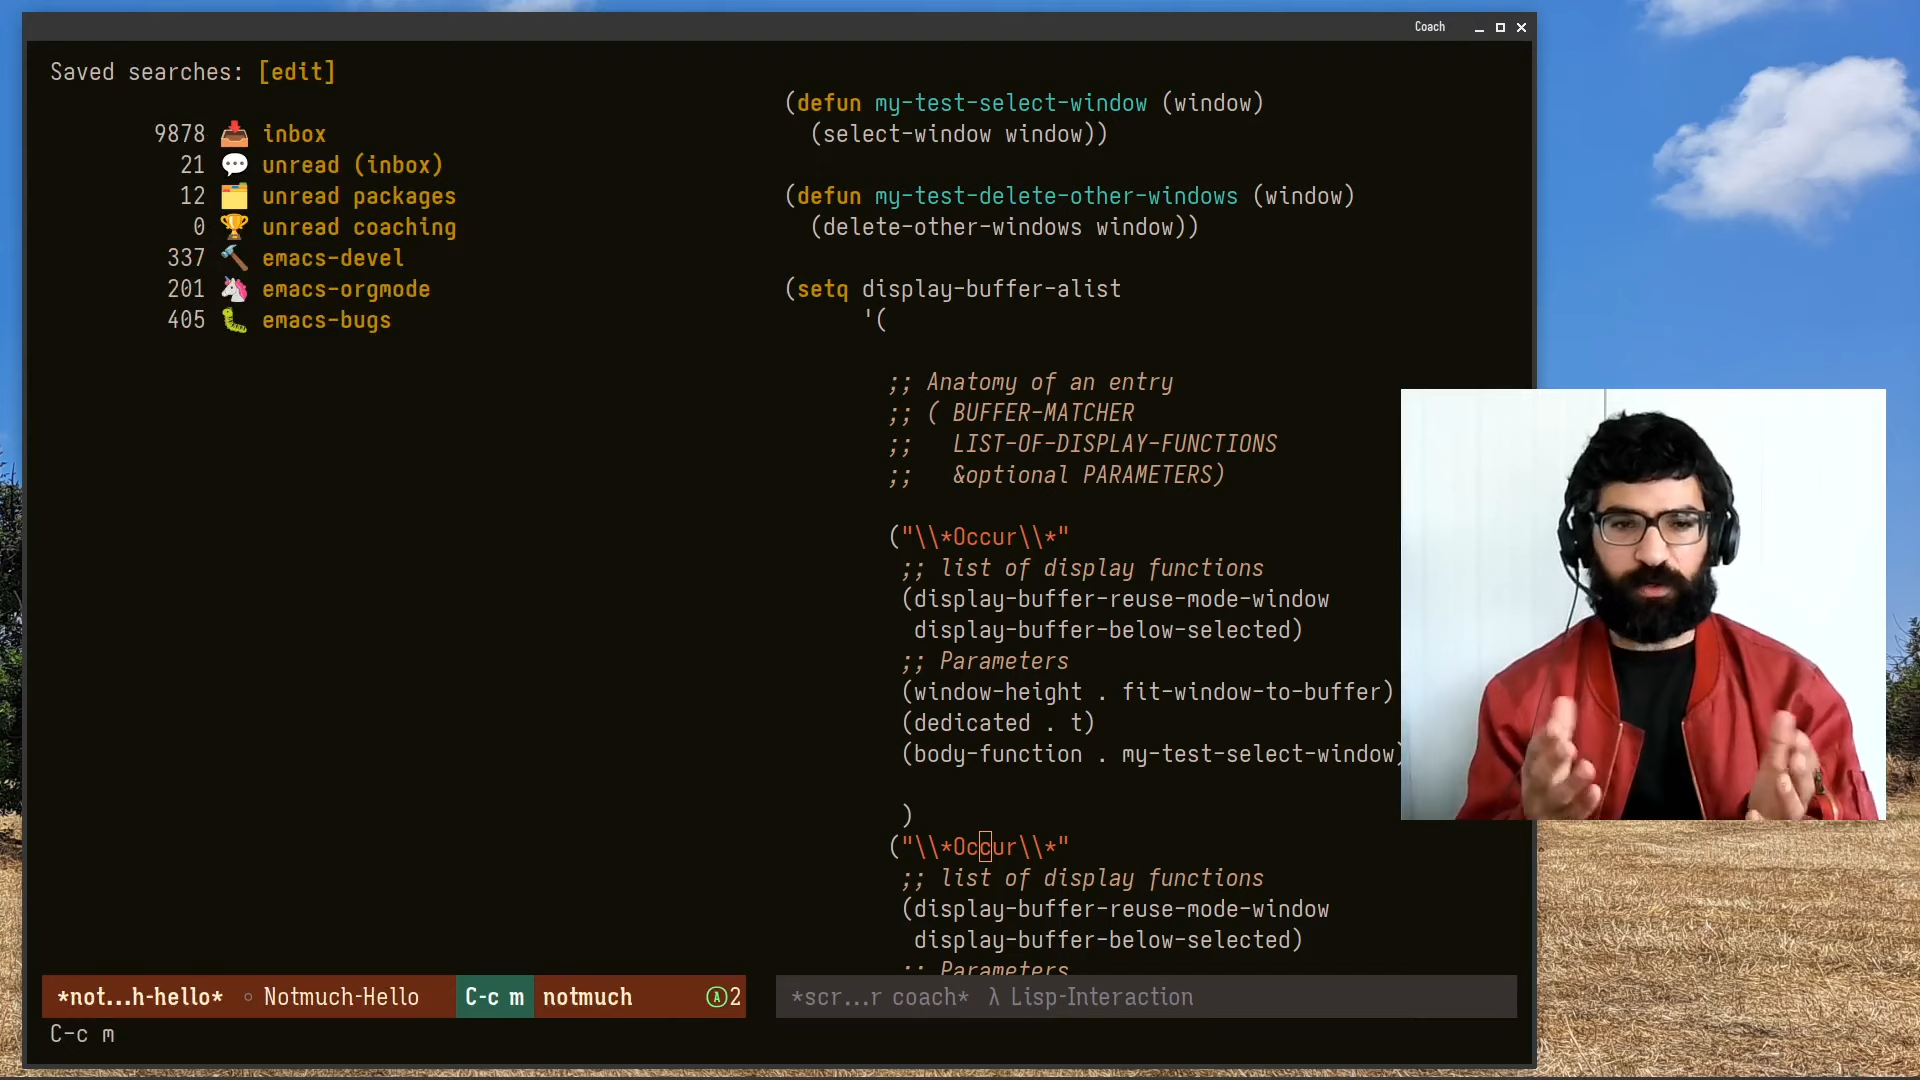 Coach
Saved searches: [edit]
9878 inbox
21 unread (inbox)
12 unread packages
0 unread coaching
337 emacs-devel
201 emacs-orgmode
405 emacs-bugs
(defun my-test-select-window (window)
(select-window window))
(defun my-test-delete-other-windows (window)
(delete-other-windows window))
(setq display-buffer-alist
'(
;; Anatomy of an entry
;; ( BUFFER-MATCHER
;; LIST-OF-DISPLAY-FUNCTIONS
;; &optional PARAMETERS)
("\\*Occur\\*"
;; list of display functions
(display-buffer-reuse-mode-window
display-buffer-below-selected)
;; Parameters
(window-height . fit-window-to-buffer)
(dedicated . t)
(body-function . my-test-select-window)
)
("\\*Occur\\*"
;; list of display functions
(display-buffer-reuse-mode-window
display-buffer-below-selected)
;; Parameters
*not...h-hello* ○ Notmuch-Hello C-c m notmuch Ⓐ2
*scr...r coach* λ Lisp-Interaction
C-c m